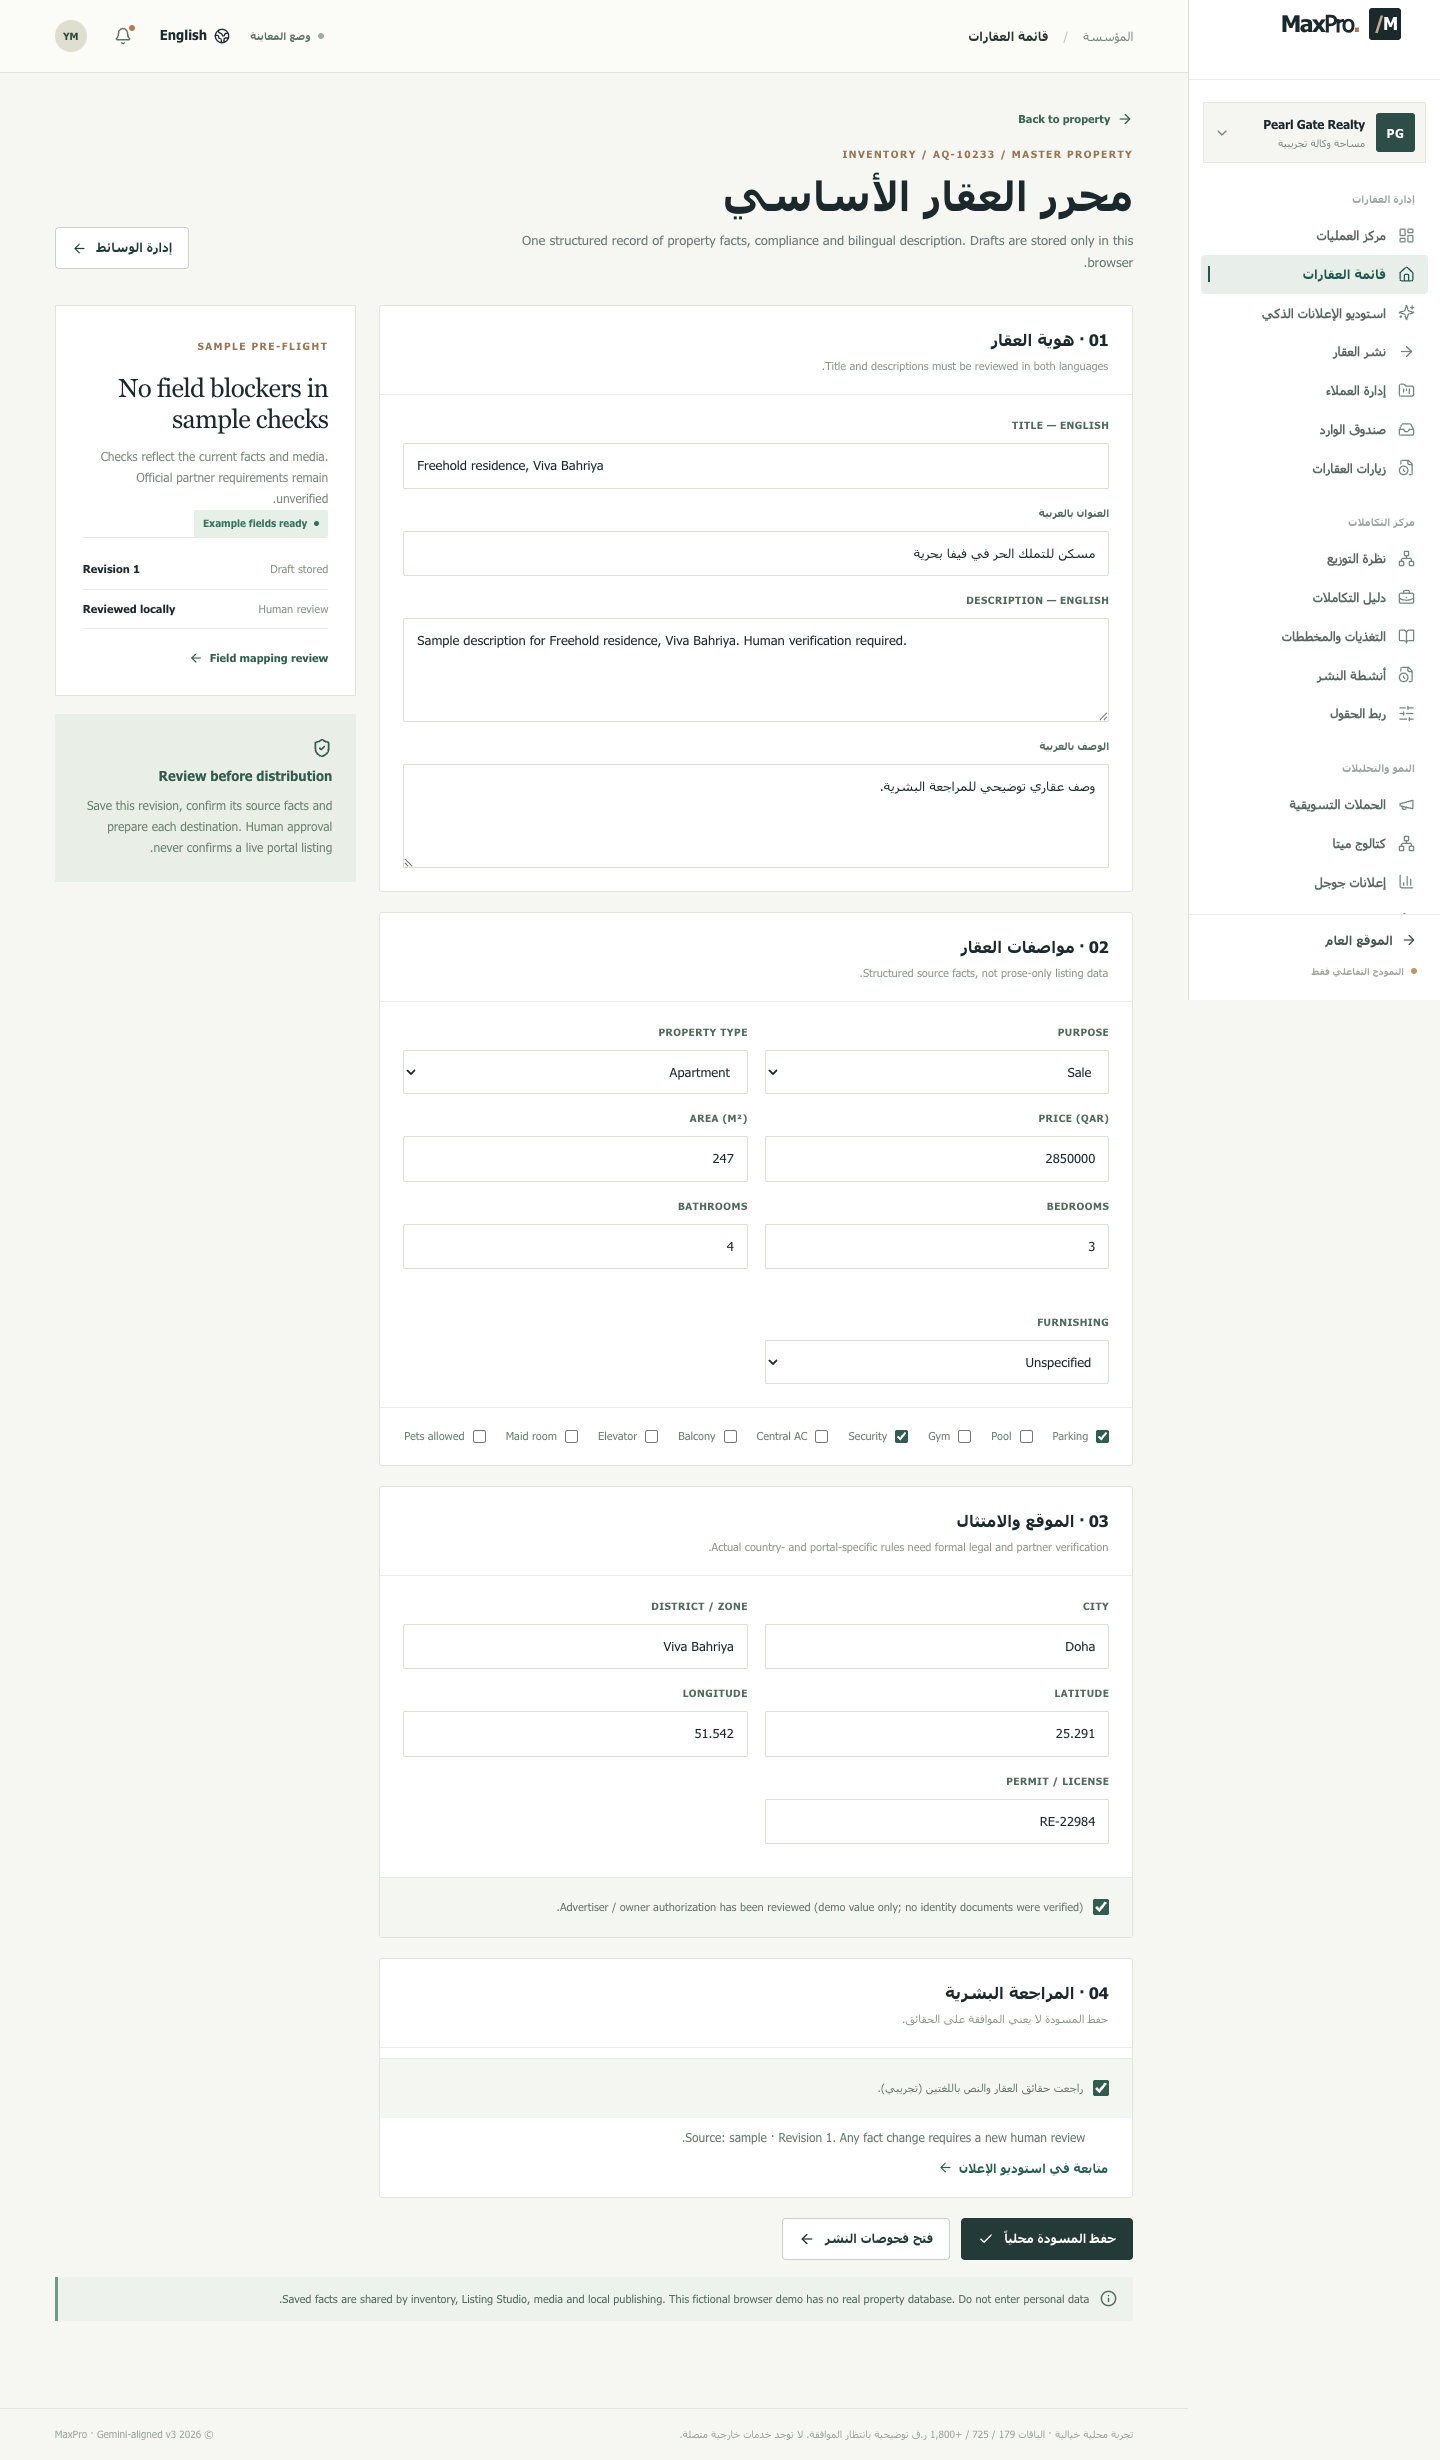 MaxPro.
/M
المؤسسة / قائمة العقارات
وضع المعاينة
English
YM
PG
Pearl Gate Realty
مساحة وكالة تجريبية
إدارة العقارات
مركز العمليات
قائمة العقارات
استوديو الإعلانات الذكي
نشر العقار
إدارة العملاء
صندوق الوارد
زيارات العقارات
مركز التكاملات
نظرة التوزيع
دليل التكاملات
التغذيات والمخططات
أنشطة النشر
ربط الحقول
النمو والتحليلات
الحملات التسويقية
كتالوج ميتا
إعلانات جوجل
الموقع العام
النموذج التفاعلي فقط
Back to property
INVENTORY / AQ-10233 / MASTER PROPERTY
محرر العقار الأساسي
One structured record of property facts, compliance and bilingual description. Drafts are stored only in this
browser.
إدارة الوسائط
01 · هوية العقار
Title and descriptions must be reviewed in both languages.
TITLE — ENGLISH
Freehold residence, Viva Bahriya
العنوان بالعربية
مسكن للتملك الحر في فيفا بحرية
DESCRIPTION — ENGLISH
Sample description for Freehold residence, Viva Bahriya. Human verification required.
الوصف بالعربية
وصف عقاري توضيحي للمراجعة البشرية.
SAMPLE PRE-FLIGHT
No field blockers in
sample checks
Checks reflect the current facts and media.
Official partner requirements remain
unverified.
Example fields ready
Draft stored
Revision 1
Human review
Reviewed locally
Field mapping review
Review before distribution
Save this revision, confirm its source facts and
prepare each destination. Human approval
never confirms a live portal listing.
02 · مواصفات العقار
Structured source facts, not prose-only listing data.
PURPOSE
Sale
PROPERTY TYPE
Apartment
PRICE (QAR)
2850000
AREA (M²)
247
BEDROOMS
3
BATHROOMS
4
FURNISHING
Unspecified
Parking
Pool
Gym
Security
Central AC
Balcony
Elevator
Maid room
Pets allowed
03 · الموقع والامتثال
Actual country- and portal-specific rules need formal legal and partner verification.
CITY
Doha
DISTRICT / ZONE
Viva Bahriya
LATITUDE
25.291
LONGITUDE
51.542
PERMIT / LICENSE
RE-22984
Advertiser / owner authorization has been reviewed (demo value only; no identity documents were verified).
04 · المراجعة البشرية
حفظ المسودة لا يعني الموافقة على الحقائق.
راجعت حقائق العقار والنص باللغتين (تجريبي).
Source: sample · Revision 1. Any fact change requires a new human review.
متابعة في استوديو الإعلان
حفظ المسودة محلياً
فتح فحوصات النشر
Saved facts are shared by inventory, Listing Studio, media and local publishing. This fictional browser demo has no real property database. Do not enter personal data.
تجربة محلية خيالية · الباقات 179 / 725 / 1,800+ ر.ق توضيحية بانتظار الموافقة. لا توجد خدمات خارجية متصلة.
© 2026 MaxPro · Gemini-aligned v3